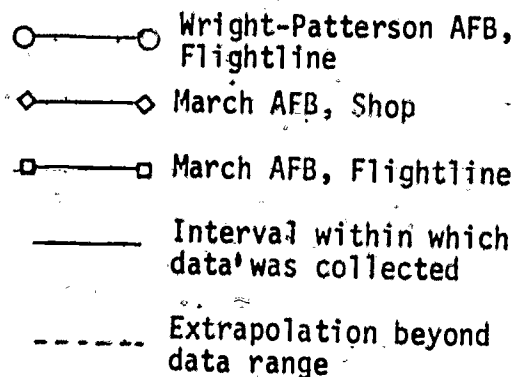 Wright-Patterson AFB,
Flightline
March AFB, Shop
March AFB, Flightline
Interval within which
data was collected
Extrapolation beyond
data range